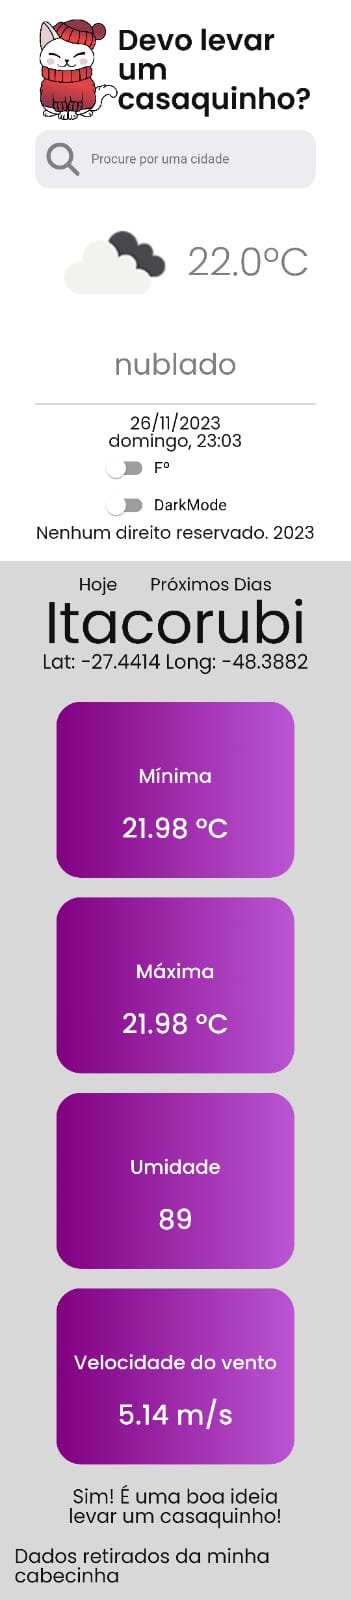 Devo levar
um
casaquinho?
Procure por uma cidade
22.0°C
nublado
26/11/2023
domingo, 23:03
Fº
DarkMode
Nenhum direito reservado. 2023
Hoje Próximos Dias
Itacorubi
Lat: -27.4414 Long: -48.3882
Mínima
21.98 ºC
Máxima
21.98 ºC
Umidade
89
Velocidade do vento
5.14 m/s
Sim! É uma boa ideia
levar um casaquinho!
Dados retirados da minha
cabecinha